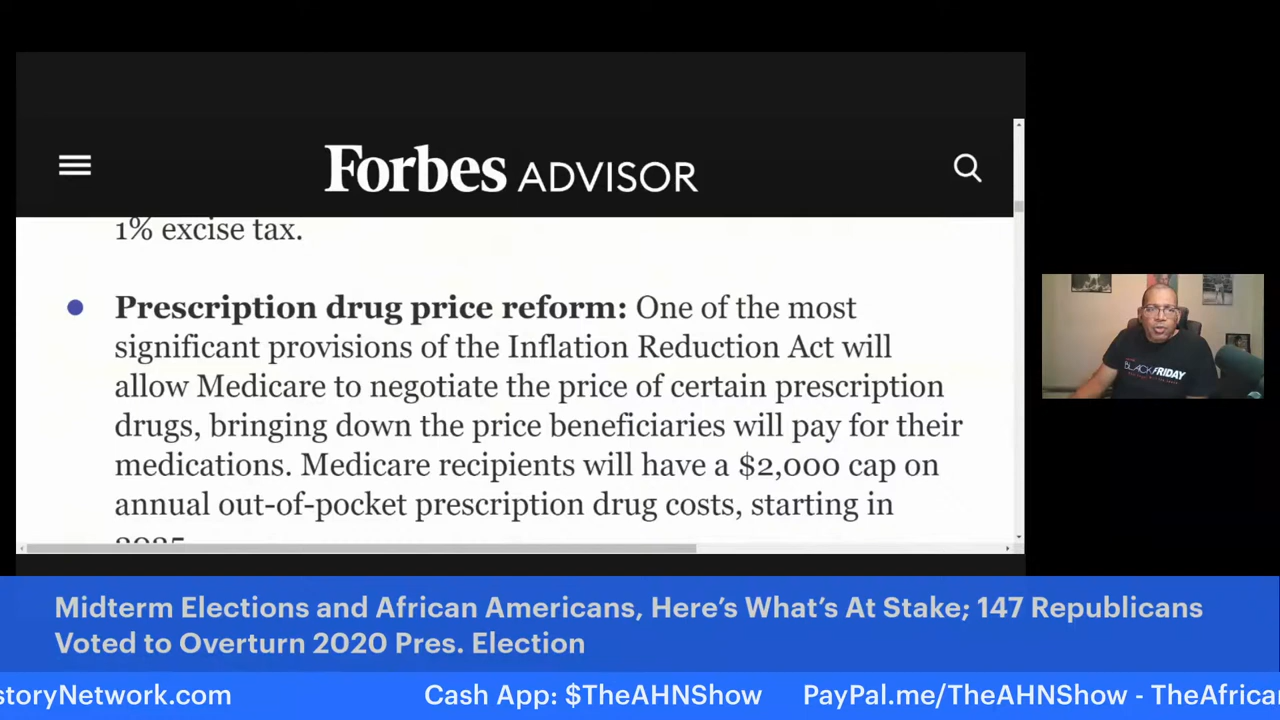 Forbes ADVISOR
1% excise tax.
Prescription drug price reform: One of the most
significant provisions of the Inflation Reduction Act will
allow Medicare to negotiate the price of certain prescription
drugs, bringing down the price beneficiaries will pay for their
medications. Medicare recipients will have a $2,000 cap on
annual out-of-pocket prescription drug costs, starting in
2025
BLACK FRIDAY
Midterm Elections and African Americans, Here's What's At Stake; 147 Republicans
Voted to Overturn 2020 Pres. Election
storyNetwork.com Cash App: $TheAHNShow PayPal.me/TheAHNShow - TheAfrica